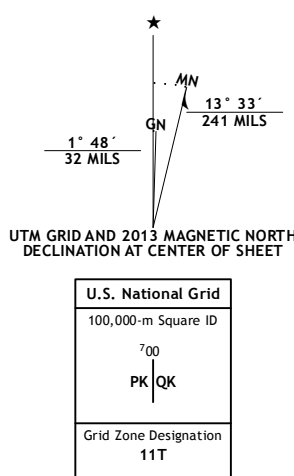 ★
MN
GN
13° 33´
241 MILS
1° 48´
32 MILS
UTM GRID AND 2013 MAGNETIC NORTH
DECLINATION AT CENTER OF SHEET
U.S. National Grid
100,000-m Square ID
⁷00
PK QK
Grid Zone Designation
11T